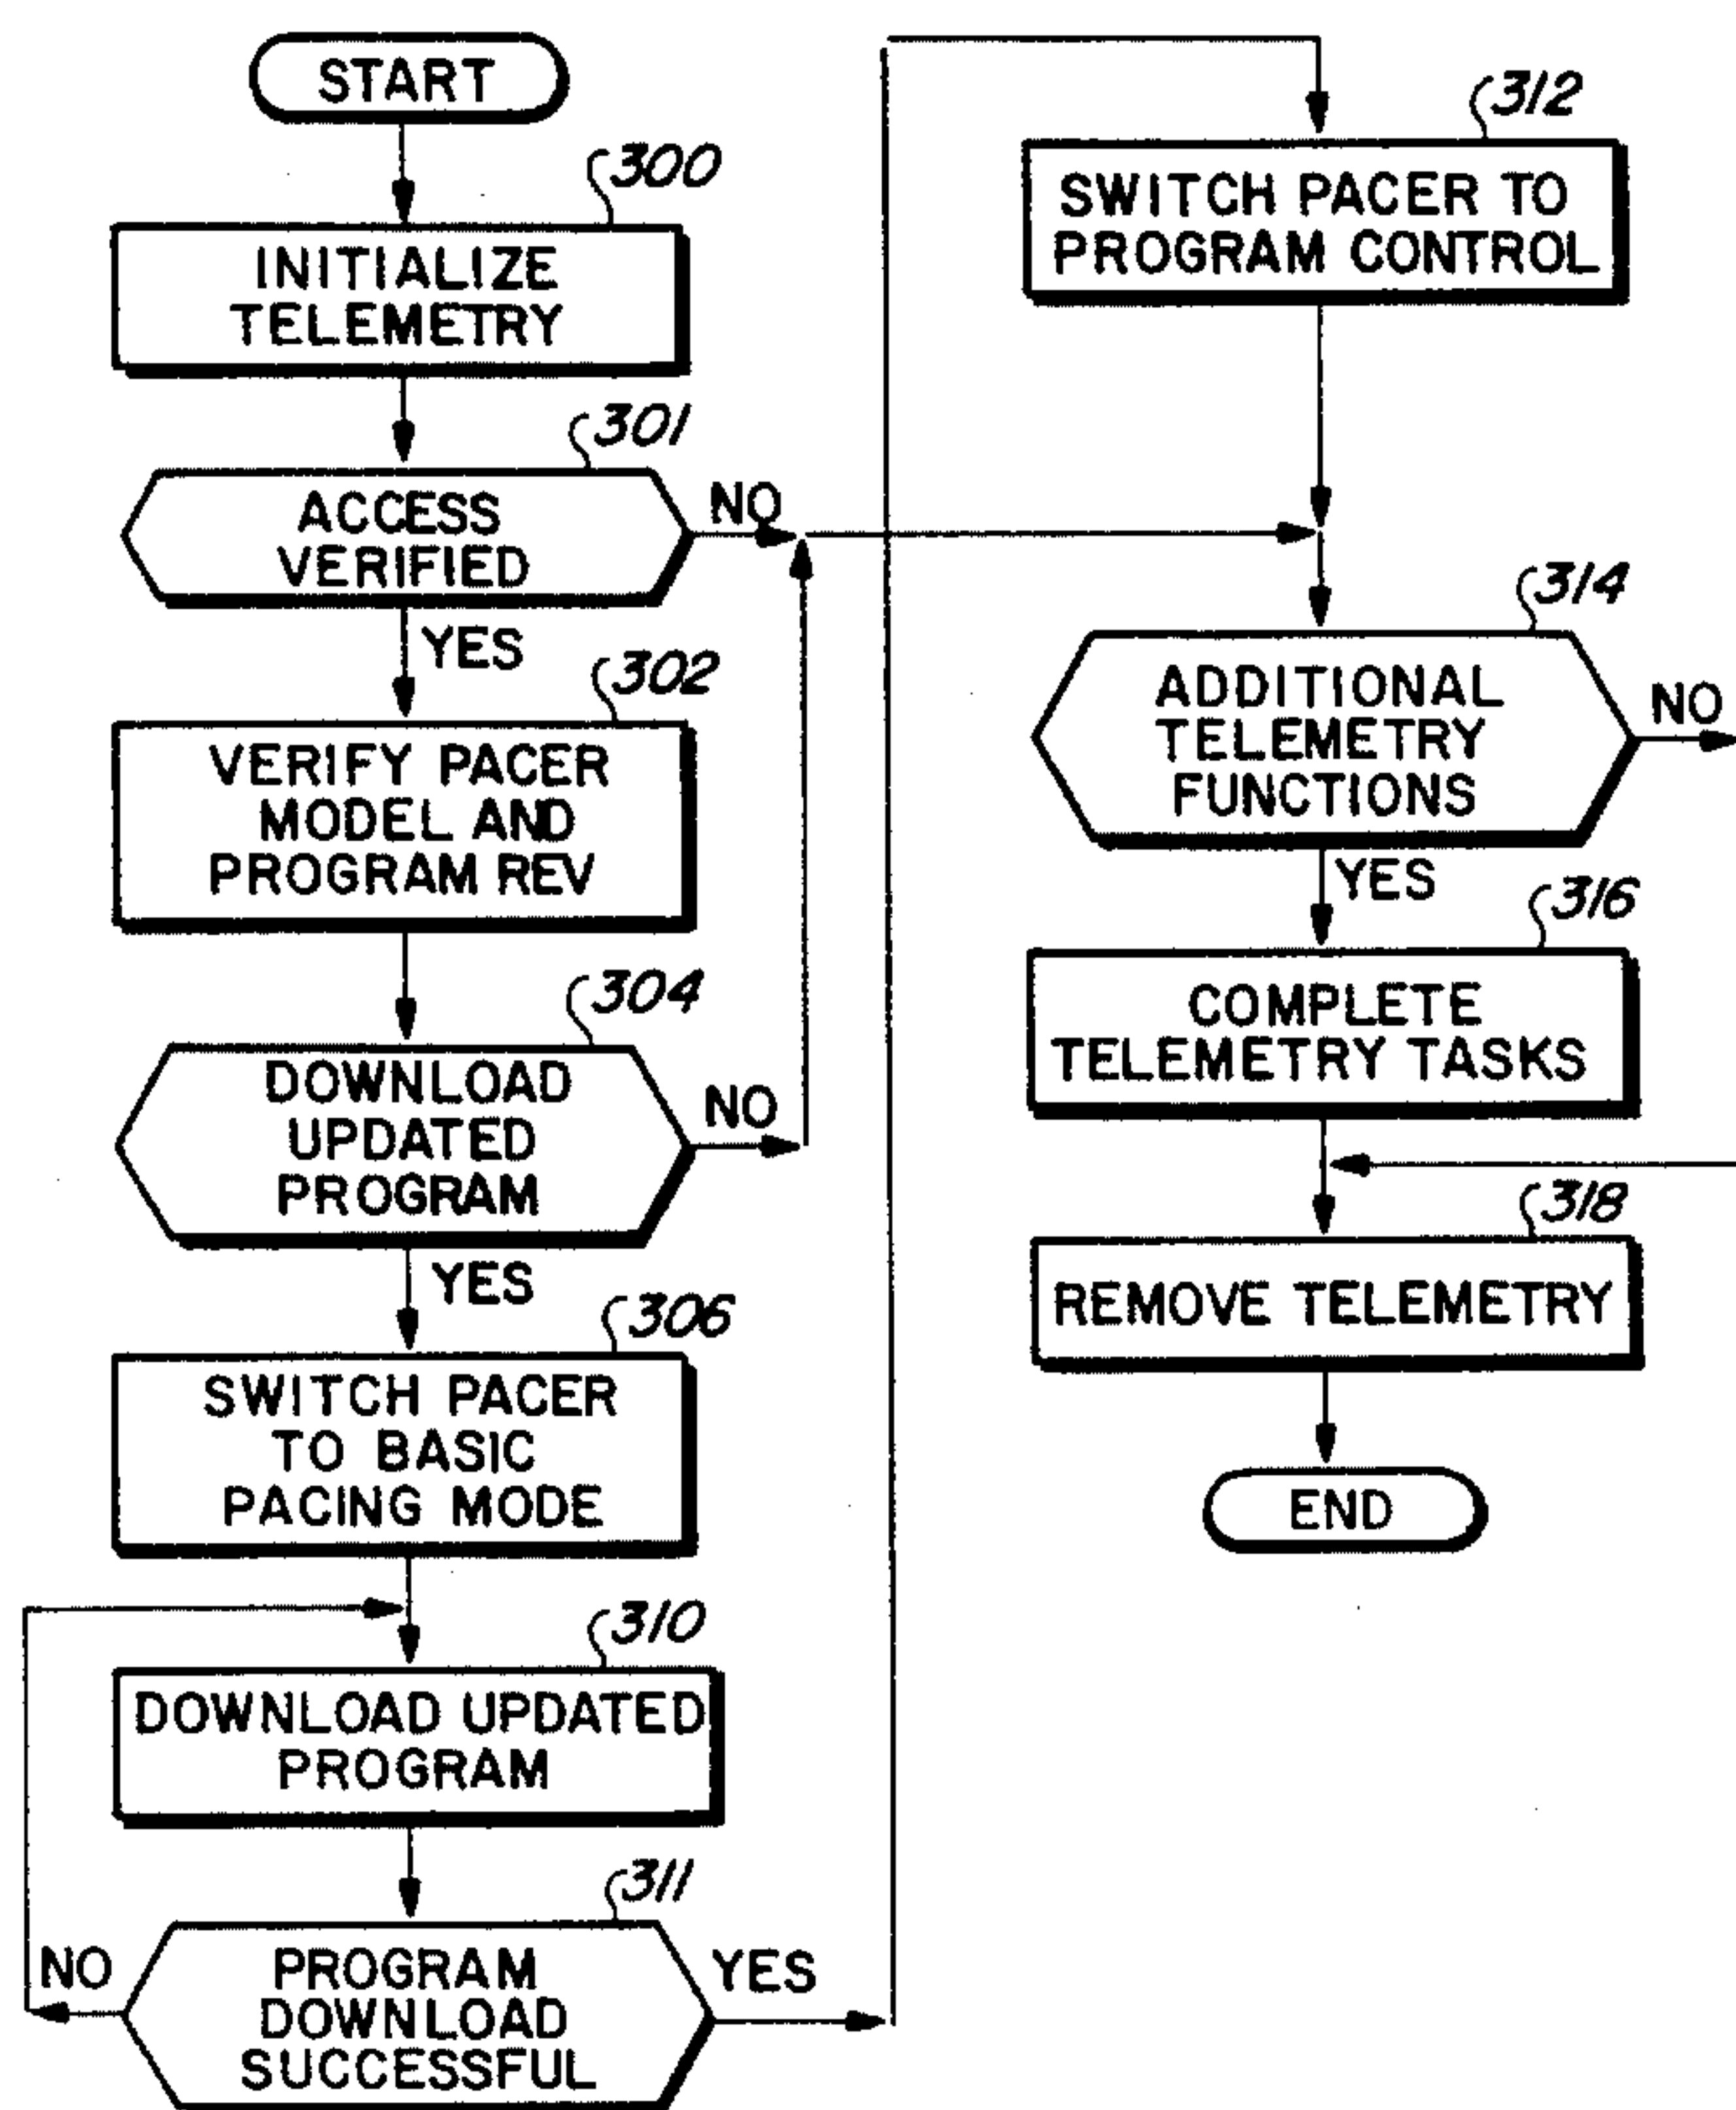 START
300
INITIALIZE
TELEMETRY
301
ACCESS
VERIFIED
NO
YES
302
VERIFY PACER
MODEL AND
PROGRAM REV
304
DOWNLOAD
UPDATED
PROGRAM
NO
YES
306
SWITCH PACER
TO BASIC
PACING MODE
310
DOWNLOAD UPDATED
PROGRAM
311
NO
PROGRAM
DOWNLOAD
SUCCESSFUL
YES
312
SWITCH PACER TO
PROGRAM CONTROL
314
ADDITIONAL
TELEMETRY
FUNCTIONS
NO
YES
316
COMPLETE
TELEMETRY TASKS
318
REMOVE TELEMETRY
END